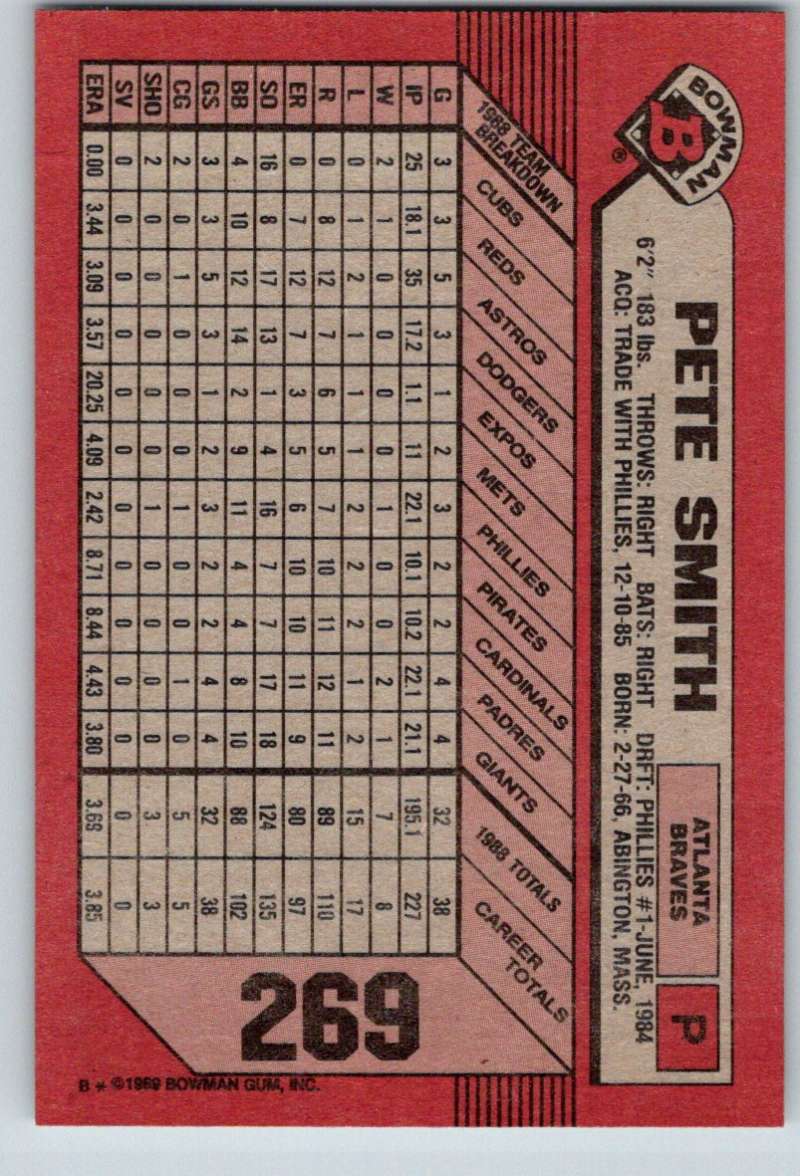 BOWMAN
B
®
PETE SMITH
ATLANTA
BRAVES
P
6'2" 183 lbs. THROWS: RIGHT BATS: RIGHT DRFT: PHILLIES #1-JUNE, 1984
ACQ: TRADE WITH PHILLIES, 12-10-85 BORN: 2-27-66, ABINGTON, MASS.
1988 TEAM
BREAKDOWN
CUBS REDS ASTROS DODGERS EXPOS METS PHILLIES PIRATES CARDINALS PADRES GIANTS 1988 TOTALS CAREER TOTALS
G 3 3 5 3 1 2 3 2 2 4 4 32 38
IP 25 18.1 35 17.2 1.1 11 22.1 10.1 10.2 22.1 21.1 195.1 227
W 2 1 0 0 0 0 1 0 0 2 1 7 8
L 0 1 2 1 1 1 2 2 2 1 2 15 17
R 0 8 12 7 6 5 7 10 11 12 11 89 110
ER 0 7 12 7 3 5 6 10 10 11 9 80 97
SO 16 8 17 13 1 4 16 7 7 17 18 124 135
BB 4 10 12 14 2 9 11 4 4 8 10 88 102
GS 3 3 5 3 1 2 3 2 2 4 4 32 38
CG 2 0 1 0 0 0 1 0 0 1 0 5 5
SHO 2 0 0 0 0 0 1 0 0 0 0 3 3
SV 0 0 0 0 0 0 0 0 0 0 0 0 0
ERA 0.00 3.44 3.09 3.57 20.25 4.09 2.42 8.71 8.44 4.43 3.80 3.69 3.85
269
B * ©1989 BOWMAN GUM, INC.